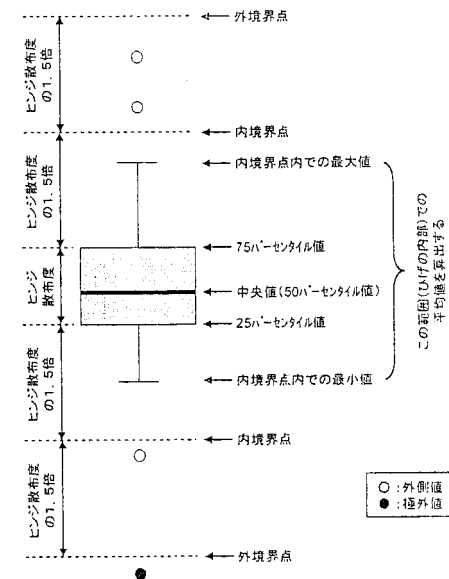 外境界点
ヒンジ散布度
の1.5倍
内境界点
ヒンジ散布度
の1.5倍
内境界点内での最大値
75パーセンタイル値
ヒンジ
散布度
中央値(50パーセンタイル値)
25パーセンタイル値
ヒンジ散布度
の1.5倍
内境界点内での最小値
内境界点
ヒンジ散布度
の1.5倍
外境界点
この範囲(ひげの内部)での
平均値を算出する
○:外側値
●:極外値